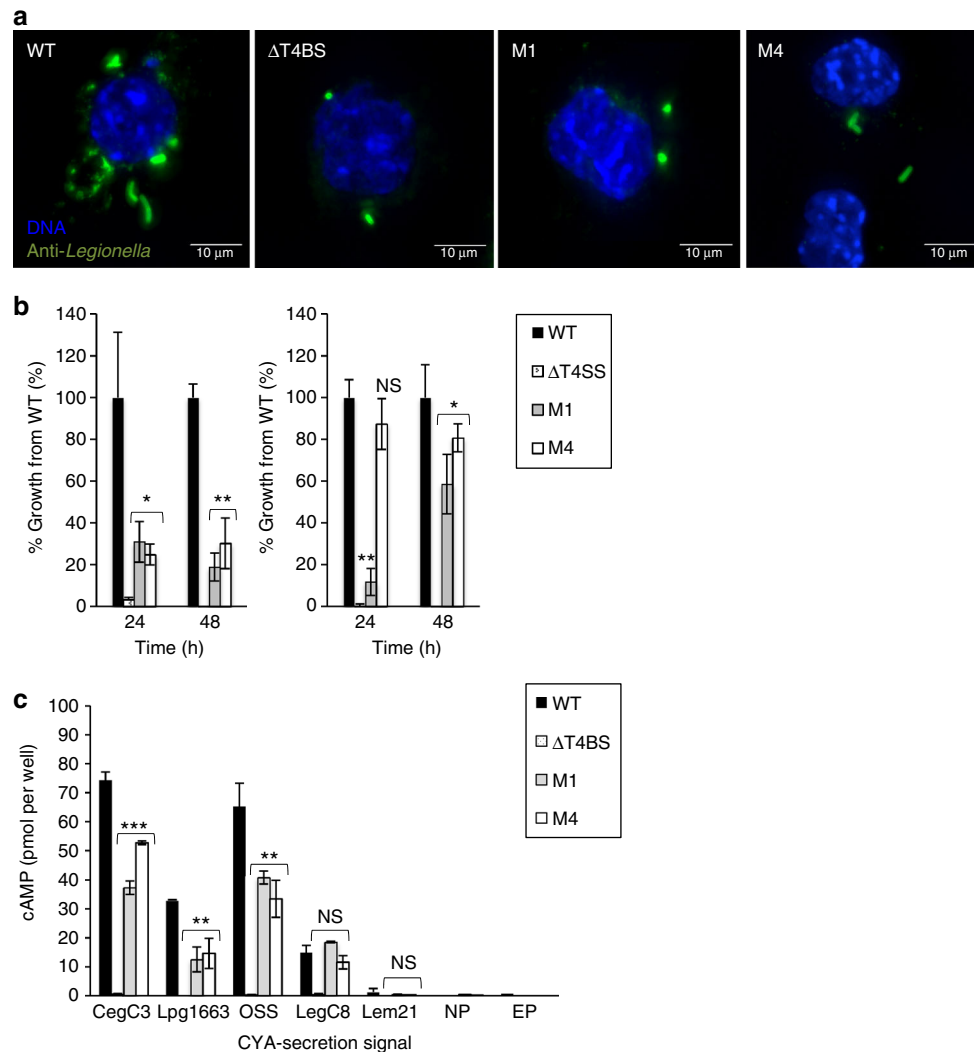 a
WT
ΔT4BS
M1
M4
DNA
Anti-Legionella
10 μm
10 μm
10 μm
10 μm
b
140
120
100
80
60
40
20
0
% Growth from WT (%)
*
**
24
48
Time (h)
140
120
100
80
60
40
20
0
% Growth from WT (%)
**
NS
*
24
48
Time (h)
WT
ΔT4SS
M1
M4
c
100
90
80
70
60
50
40
30
20
10
0
cAMP (pmol per well)
***
**
**
NS
NS
CegC3 Lpg1663 OSS LegC8 Lem21 NP EP
CYA-secretion signal
WT
ΔT4BS
M1
M4